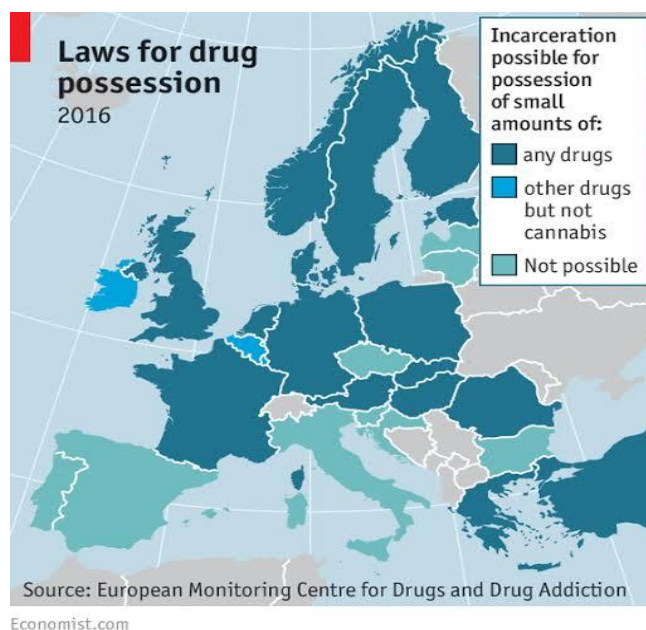 Laws for drug
possession
2016
Incarceration
possible for
possession
of small
amounts of:
any drugs
other drugs
but not
cannabis
Not possible
Source: European Monitoring Centre for Drugs and Drug Addiction
Economist.com